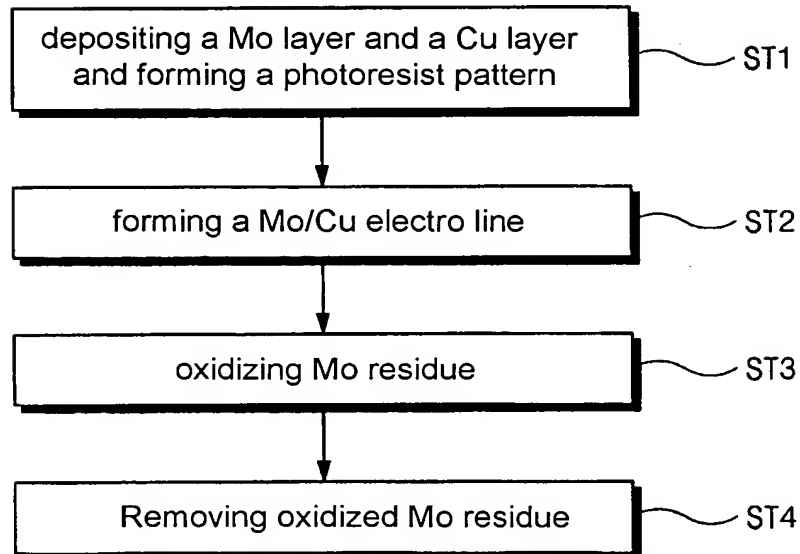 depositing a Mo layer and a Cu layer
and forming a photoresist pattern
ST1
forming a Mo/Cu electro line
ST2
oxidizing Mo residue
ST3
Removing oxidized Mo residue
ST4